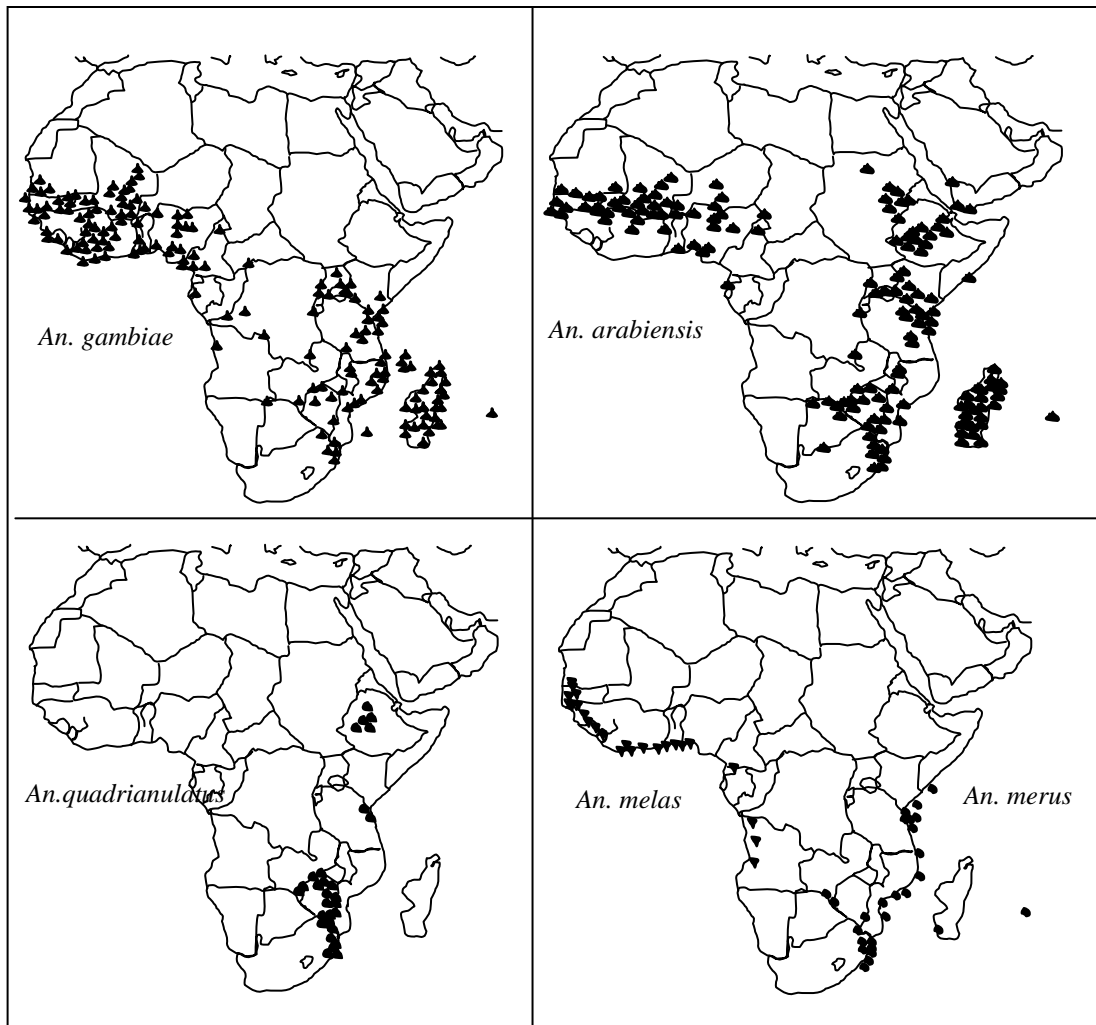 An. gambiae
An. arabiensis
An.quadrianulatus
An. melas
An. merus